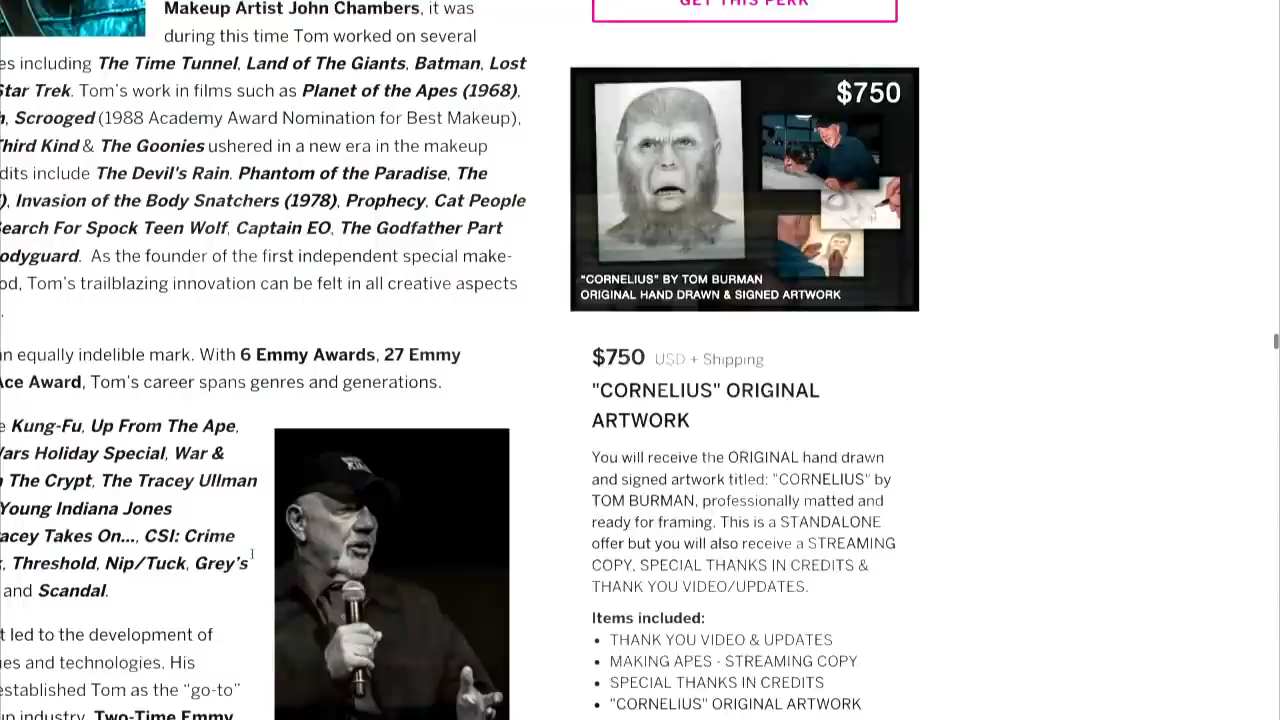 Makeup Artist John Chambers, it was
during this time Tom worked on several
es including The Time Tunnel, Land of The Giants, Batman, Lost
Star Trek. Tom's work in films such as Planet of the Apes (1968),
, Scrooged (1988 Academy Award Nomination for Best Makeup),
Third Kind & The Goonies ushered in a new era in the makeup
dits include The Devil's Rain, Phantom of the Paradise, The
), Invasion of the Body Snatchers (1978), Prophecy, Cat People
earch For Spock Teen Wolf, Captain EO, The Godfather Part
odyguard. As the founder of the first independent special make-
od, Tom's trailblazing innovation can be felt in all creative aspects
.
n equally indelible mark. With 6 Emmy Awards, 27 Emmy
Ace Award, Tom's career spans genres and generations.
e Kung-Fu, Up From The Ape,
ars Holiday Special, War &
The Crypt, The Tracey Ullman
Young Indiana Jones
acey Takes On..., CSI: Crime
, Threshold, Nip/Tuck, Grey's
and Scandal.
t led to the development of
es and technologies. His
established Tom as the “go-to”
up industry. Two-Time Emmy
GET THIS PERK
$750
"CORNELIUS" BY TOM BURMAN
ORIGINAL HAND DRAWN & SIGNED ARTWORK
$750 USD + Shipping
"CORNELIUS" ORIGINAL
ARTWORK
You will receive the ORIGINAL hand drawn
and signed artwork titled: "CORNELIUS" by
TOM BURMAN, professionally matted and
ready for framing. This is a STANDALONE
offer but you will also receive a STREAMING
COPY, SPECIAL THANKS IN CREDITS &
THANK YOU VIDEO/UPDATES.
Items included:
• THANK YOU VIDEO & UPDATES
• MAKING APES - STREAMING COPY
• SPECIAL THANKS IN CREDITS
• "CORNELIUS" ORIGINAL ARTWORK